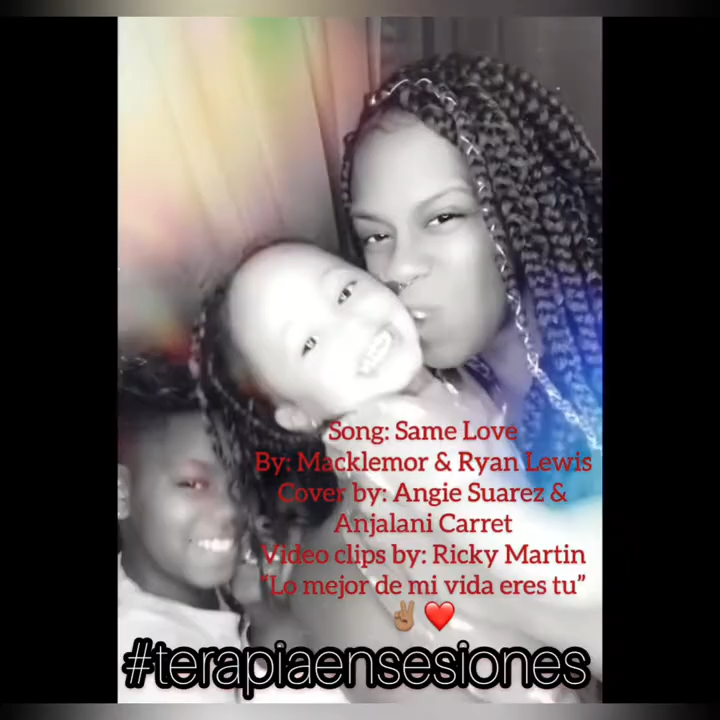 Song: Same Love
By: Macklemor & Ryan Lewis
Cover by: Angie Suarez &
Anjalani Carret
Video clips by: Ricky Martin
“Lo mejor de mi vida eres tu”
✌🏽❤️
#terapiaensesiones